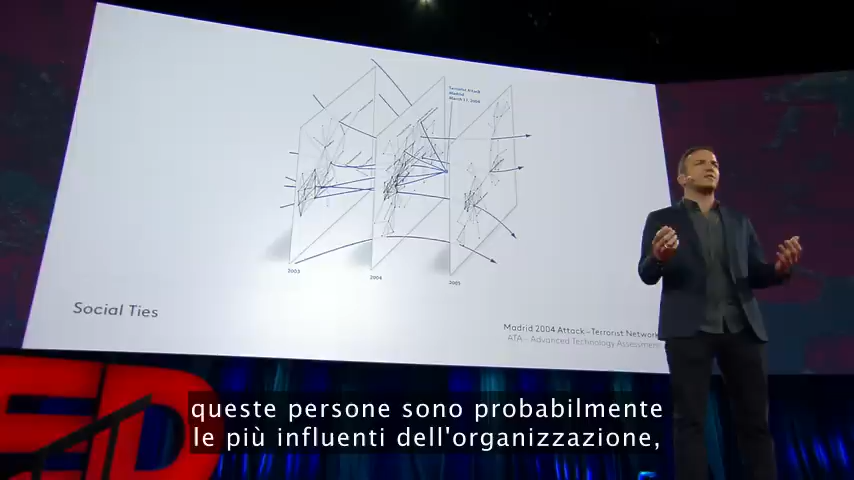 Terrorist Attack
Madrid
March 11, 2004
2003
2004
2005
Social Ties
Madrid 2004 Attack – Terrorist Network
ATA – Advanced Technology Assessment
ED
queste persone sono probabilmente
le più influenti dell'organizzazione,